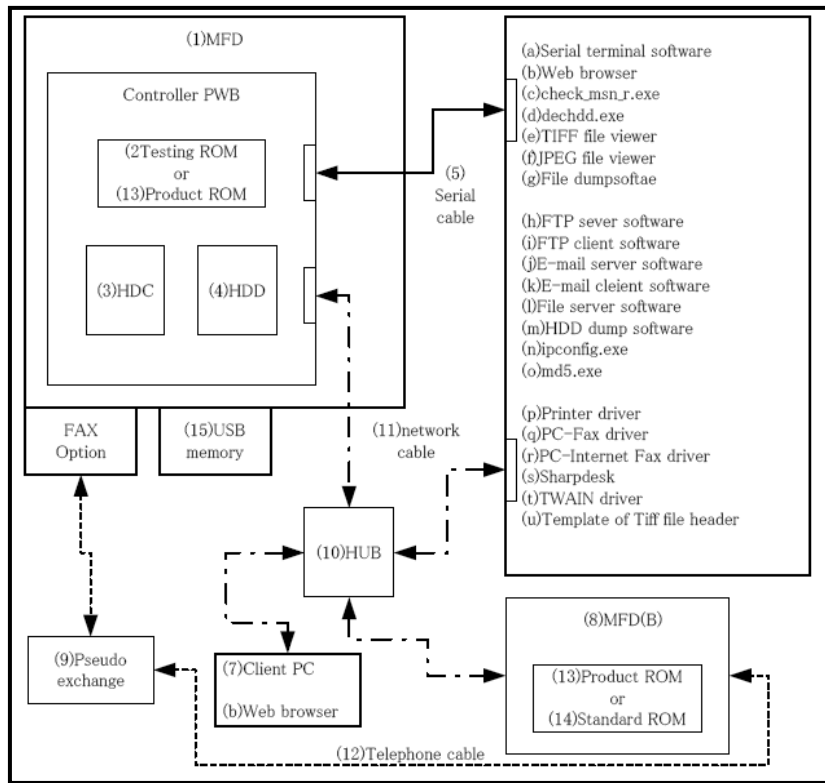 (1)MFD
Controller PWB
(2Testing ROM
or
(13)Product ROM
(3)HDC
(4)HDD
FAX
Option
(15)USB
memory
(5)
Serial
cable
(a)Serial terminal software
(b)Web browser
(c)check_msn_r.exe
(d)dechdd.exe
(e)TIFF file viewer
(f)JPEG file viewer
(g)File dumpsoftae
(h)FTP sever software
(i)FTP client software
(j)E-mail server software
(k)E-mail cleient software
(l)File server software
(m)HDD dump software
(n)ipconfig.exe
(o)md5.exe
(p)Printer driver
(q)PC-Fax driver
(r)PC-Internet Fax driver
(s)Sharpdesk
(t)TWAIN driver
(u)Template of Tiff file header
(11)network
cable
(10)HUB
(9)Pseudo
exchange
(7)Client PC
(b)Web browser
(8)MFD(B)
(13)Product ROM
or
(14)Standard ROM
(12)Telephone cable